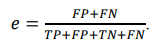 e = FP+FN / TP+FP+TN+FN.